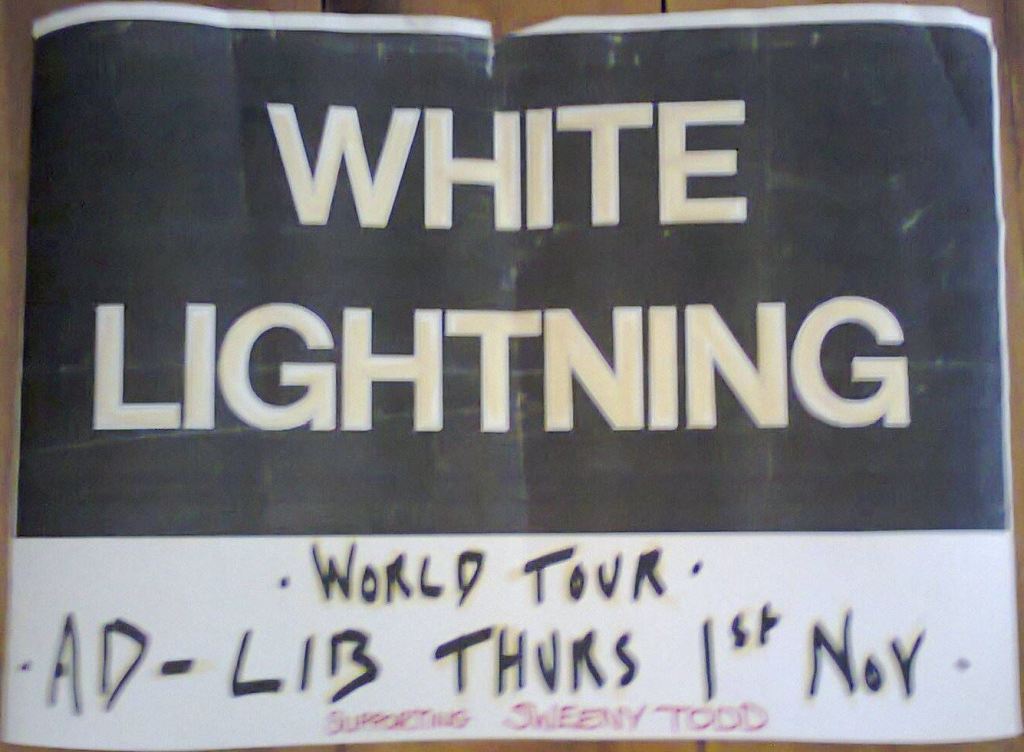 WHITE
LIGHTNING
· WORLD TOUR ·
· AD-LIB THURS 1st Nov ·
SUPPORTING SWEENY TODD